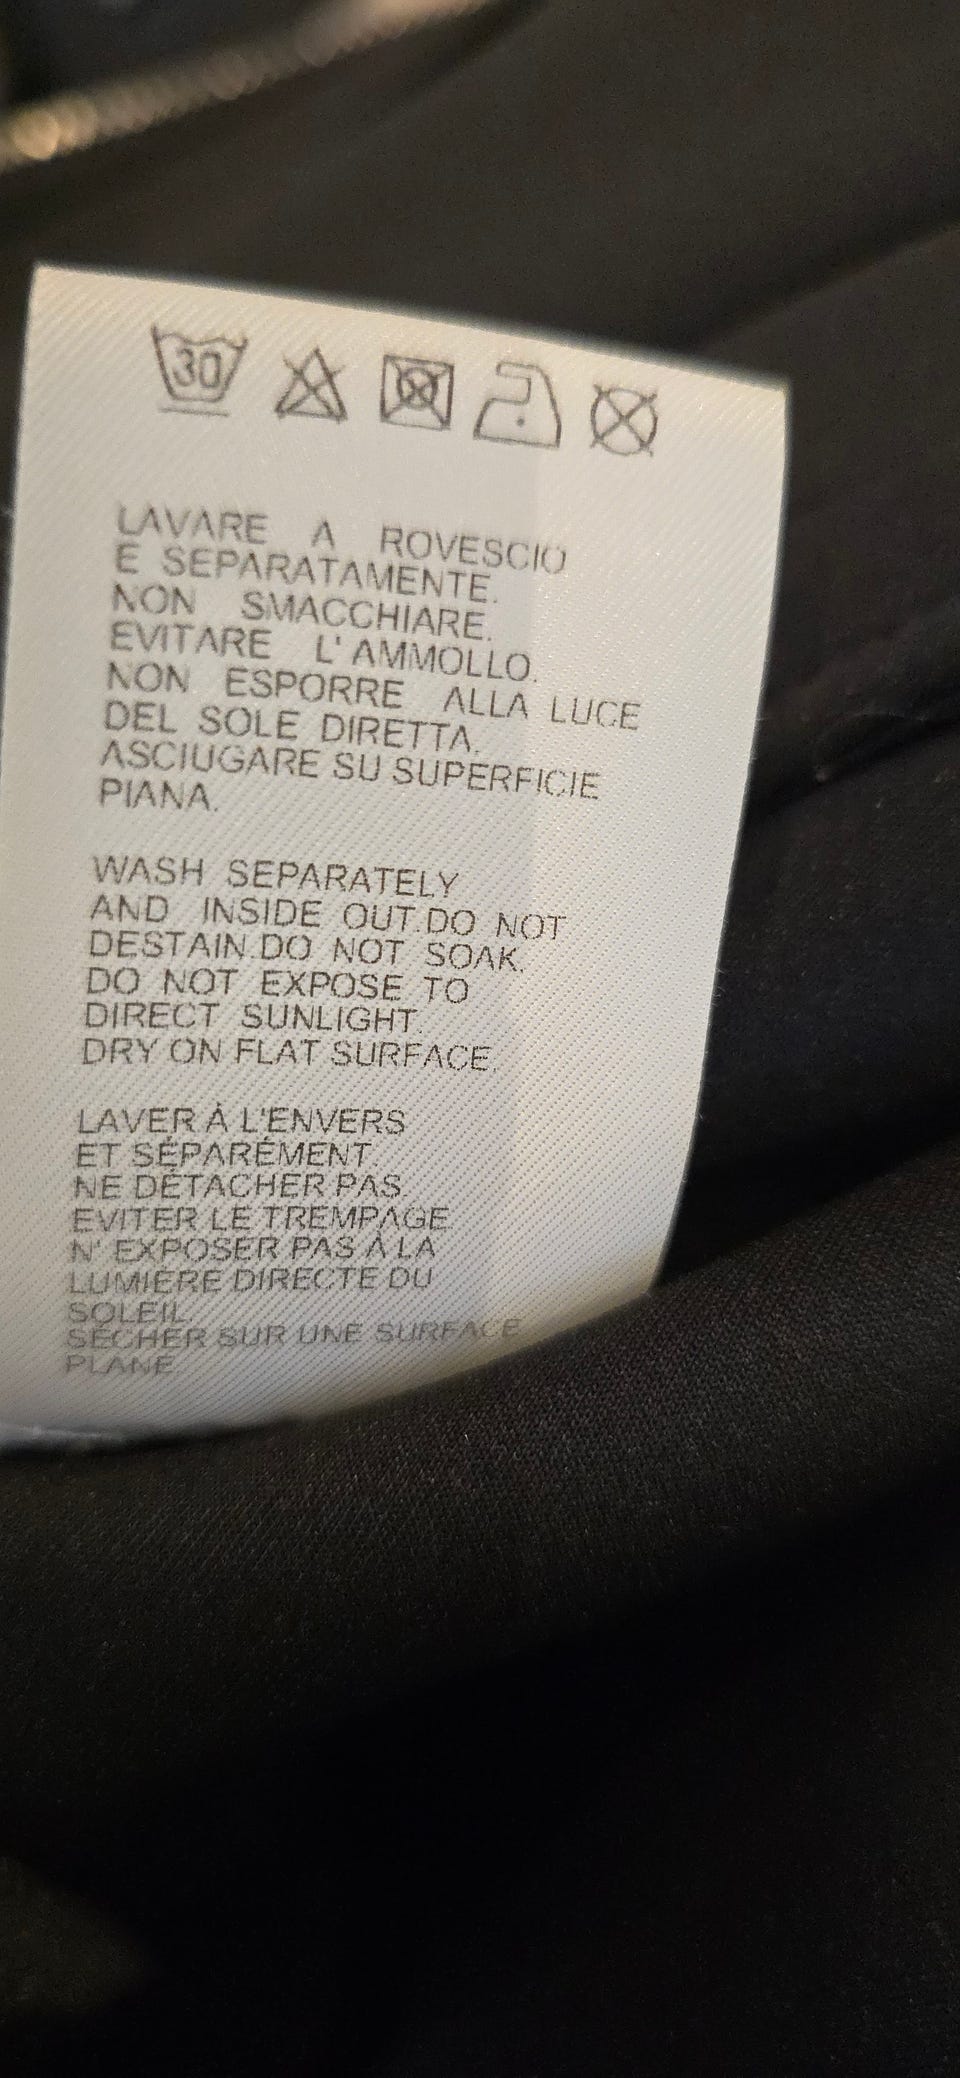 30
LAVARE A ROVESCIO
E SEPARATAMENTE.
NON SMACCHIARE.
EVITARE L' AMMOLLO.
NON ESPORRE ALLA LUCE
DEL SOLE DIRETTA.
ASCIUGARE SU SUPERFICIE
PIANA.
WASH SEPARATELY
AND INSIDE OUT.DO NOT
DESTAIN.DO NOT SOAK.
DO NOT EXPOSE TO
DIRECT SUNLIGHT.
DRY ON FLAT SURFACE.
LAVER À L'ENVERS
ET SÉPARÉMENT.
NE DÉTACHER PAS.
EVITER LE TREMPAGE.
N' EXPOSER PAS À LA
LUMIÈRE DIRECTE DU
SOLEIL.
SÉCHER SUR UNE SURFACE
PLANE.